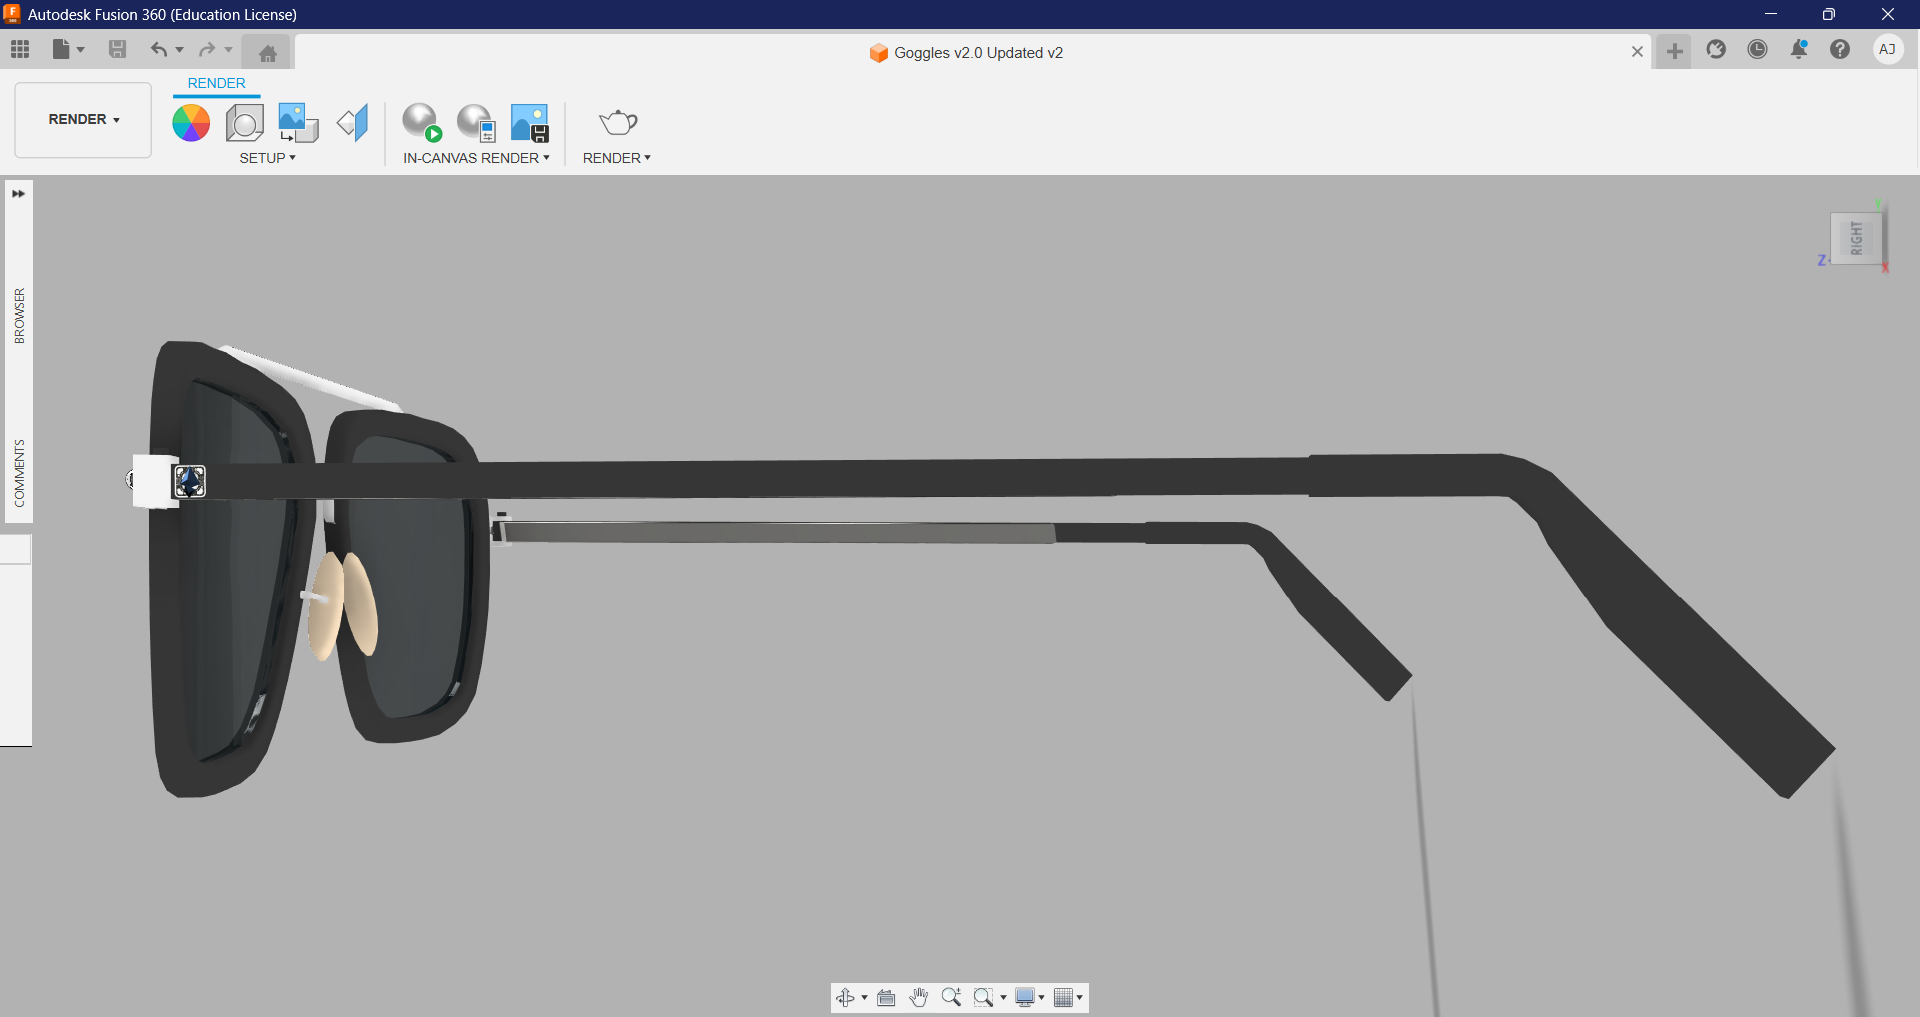 Autodesk Fusion 360 (Education License)
Goggles v2.0 Updated v2
AJ
RENDER
RENDER
SETUP
IN-CANVAS RENDER
RENDER
BROWSER
COMMENTS
Y
RIGHT
Z
X